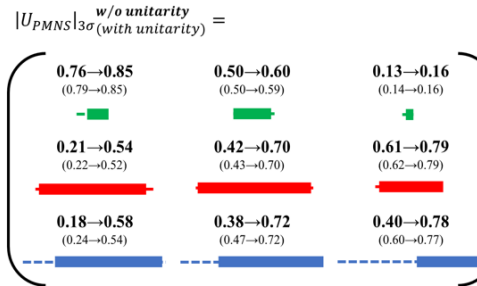 |U_PMNS|_3σ^w/o unitarity_(with unitarity) =
0.76→0.85 0.50→0.60 0.13→0.16
(0.79→0.85) (0.50→0.59) (0.14→0.16)
0.21→0.54 0.42→0.70 0.61→0.79
(0.22→0.52) (0.43→0.70) (0.62→0.79)
0.18→0.58 0.38→0.72 0.40→0.78
(0.24→0.54) (0.47→0.72) (0.60→0.77)